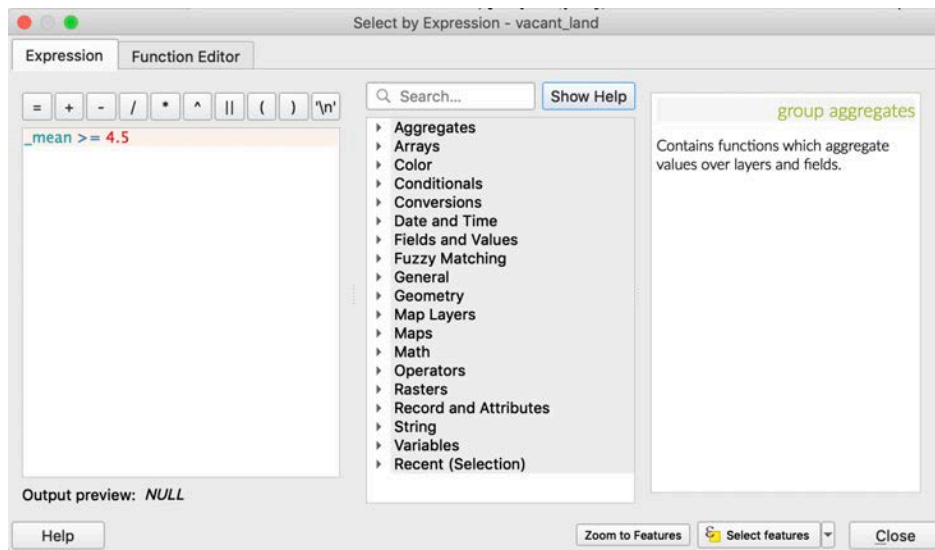 Select by Expression - vacant_land
Expression
Function Editor
= + - / * ^ || ( ) '\n'
_mean >= 4.5
Output preview: NULL
Search...
Show Help
Aggregates
Arrays
Color
Conditionals
Conversions
Date and Time
Fields and Values
Fuzzy Matching
General
Geometry
Map Layers
Maps
Math
Operators
Rasters
Record and Attributes
String
Variables
Recent (Selection)
group aggregates
Contains functions which aggregate
values over layers and fields.
Help
Zoom to Features
Select features
Close